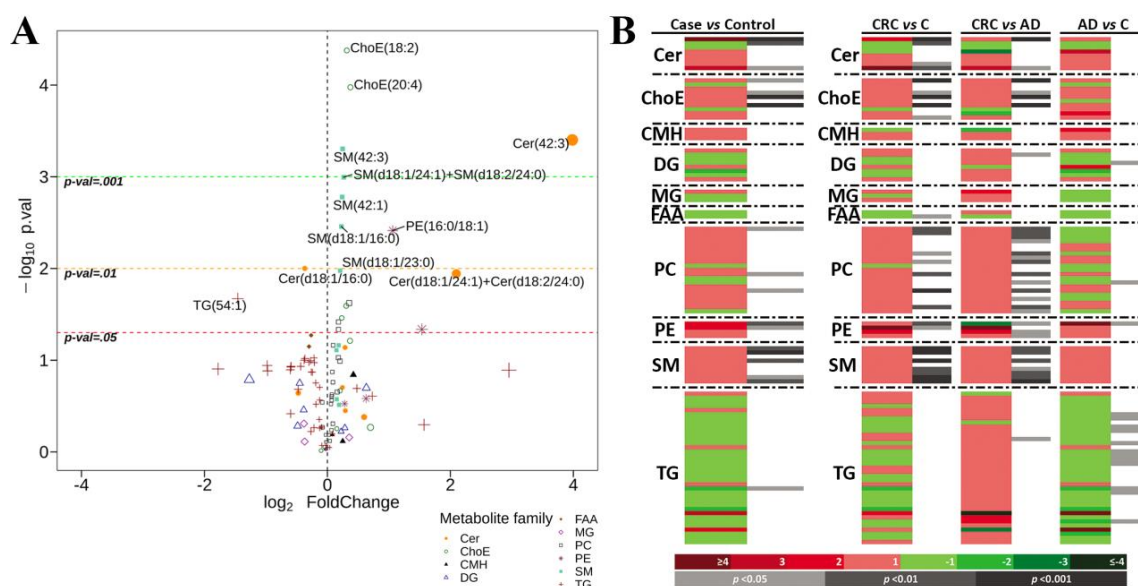 A
ChoE(18:2)
ChoE(20:4)
Cer(42:3)
SM(42:3)
p-val=.001
SM(d18:1/24:1)+SM(d18:2/24:0)
SM(42:1)
PE(16:0/18:1)
SM(d18:1/16:0)
SM(d18:1/23:0)
p-val=.01
Cer(d18:1/16:0)
Cer(d18:1/24:1)+Cer(d18:2/24:0)
TG(54:1)
p-val=.05
− log10 p.val
4
3
2
1
0
-4
-2
0
2
4
log2 FoldChange
Metabolite family
Cer
ChoE
CMH
DG
FAA
MG
PC
PE
SM
TG
B
Case vs Control
CRC vs C
CRC vs AD
AD vs C
Cer
Cer
ChoE
ChoE
CMH
CMH
DG
DG
MG
MG
FAA
FAA
PC
PC
PE
PE
SM
SM
TG
TG
≥4 3 2 1 -1 -2 -3 ≤-4
p <0.05 p <0.01 p <0.001